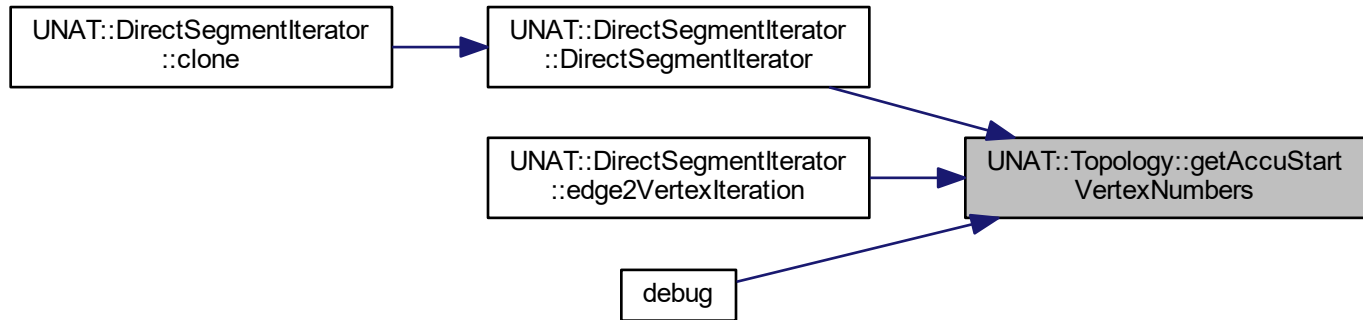 UNAT::DirectSegmentIterator
::clone
UNAT::DirectSegmentIterator
::DirectSegmentIterator
UNAT::DirectSegmentIterator
::edge2VertexIteration
UNAT::Topology::getAccuStart
VertexNumbers
debug